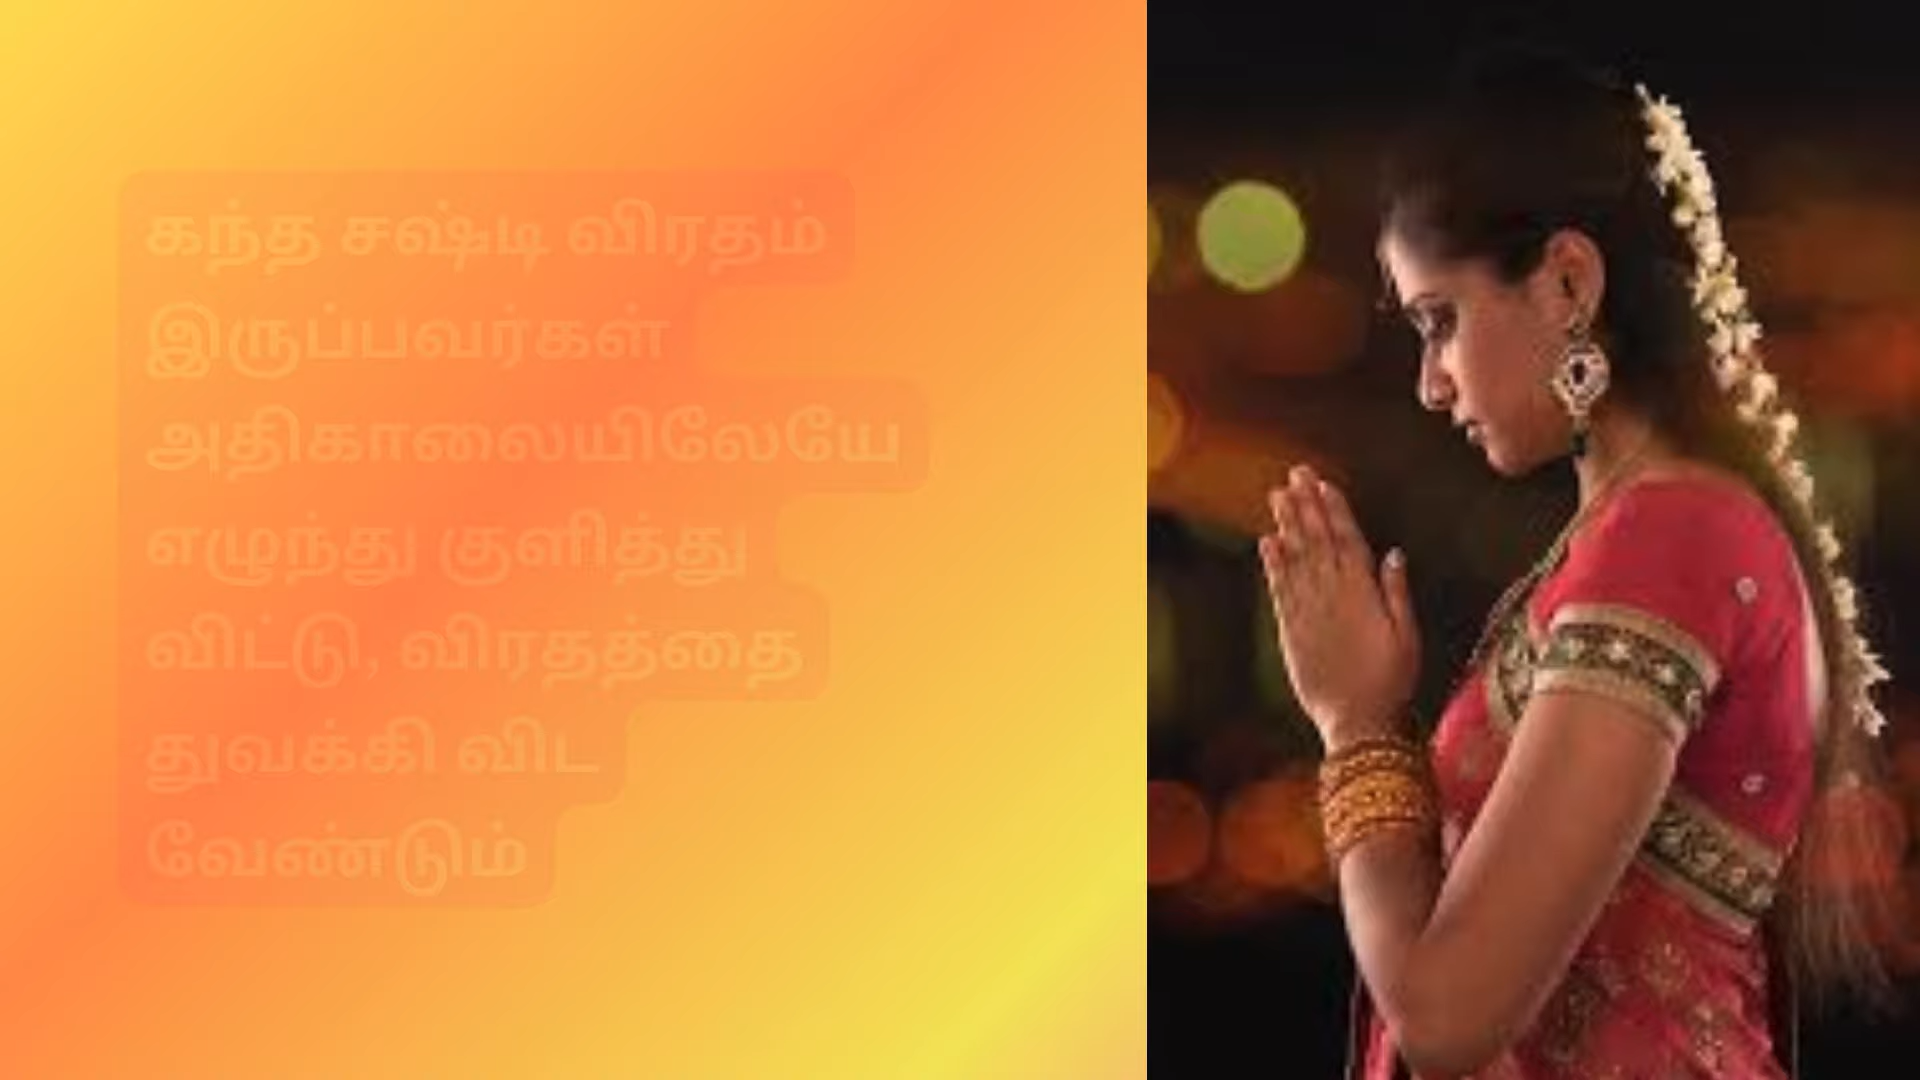 கந்த சஷ்டி விரதம்
இருப்பவர்கள்
அதிகாலையிலேயே
எழுந்து குளித்து
விட்டு, விரதத்தை
துவக்கி விட
வேண்டும்